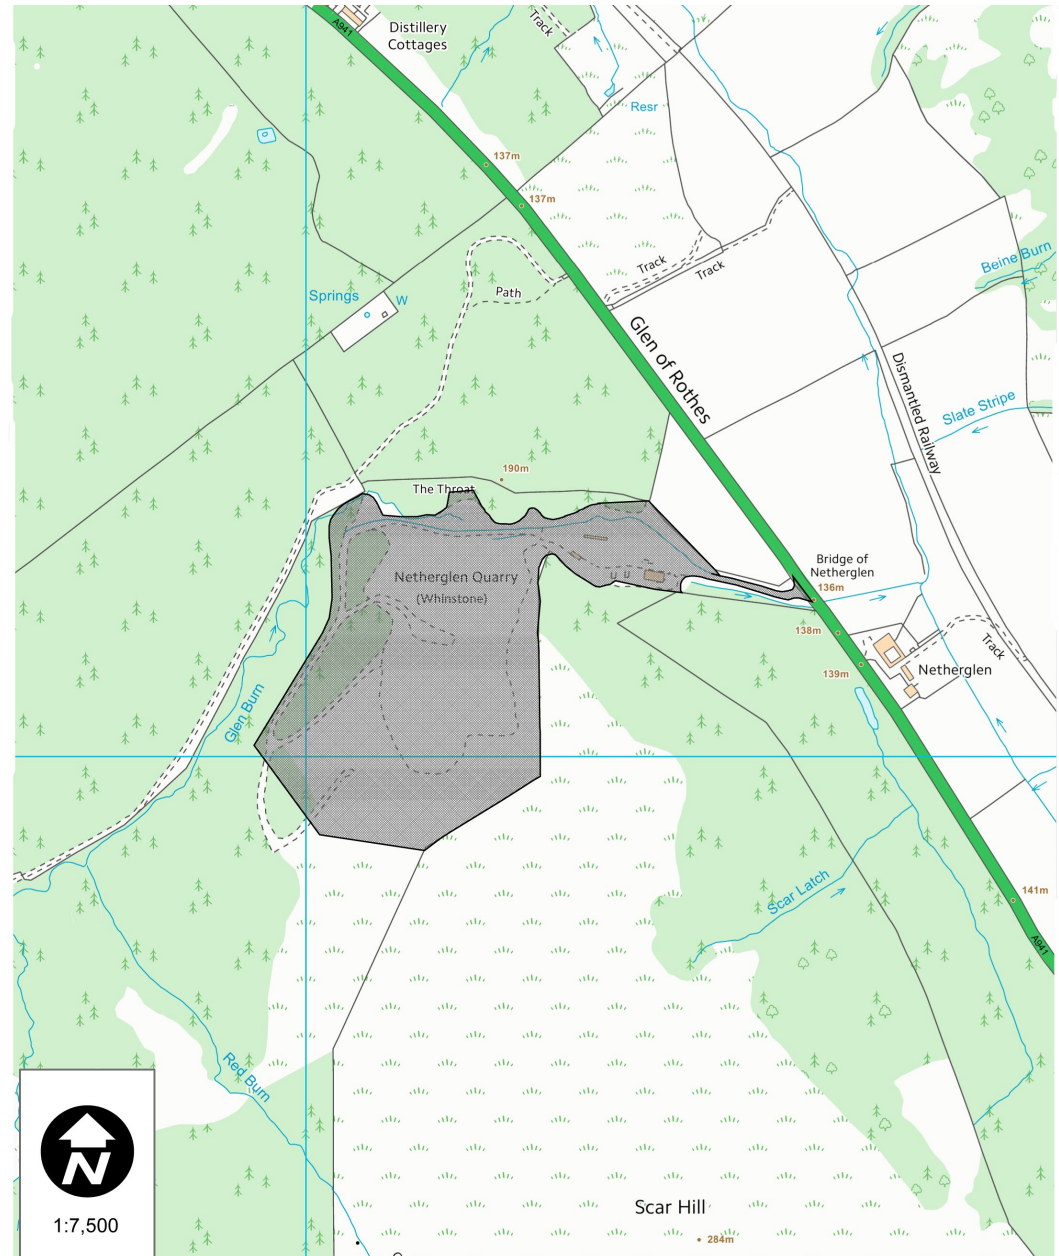 A941
Distillery
Cottages
Track
Resr
137m
137m
Beine Burn
Track
Track
Path
Springs
W
Glen of Rothes
Dismantled Railway
Slate Stripe
190m
The Throat
Netherglen Quarry
(Whinstone)
Bridge of
Netherglen
136m
138m
139m
Track
Netherglen
Glen Burn
Scar Latch
141m
A941
Red Burn
N
1:7,500
Scar Hill
284m